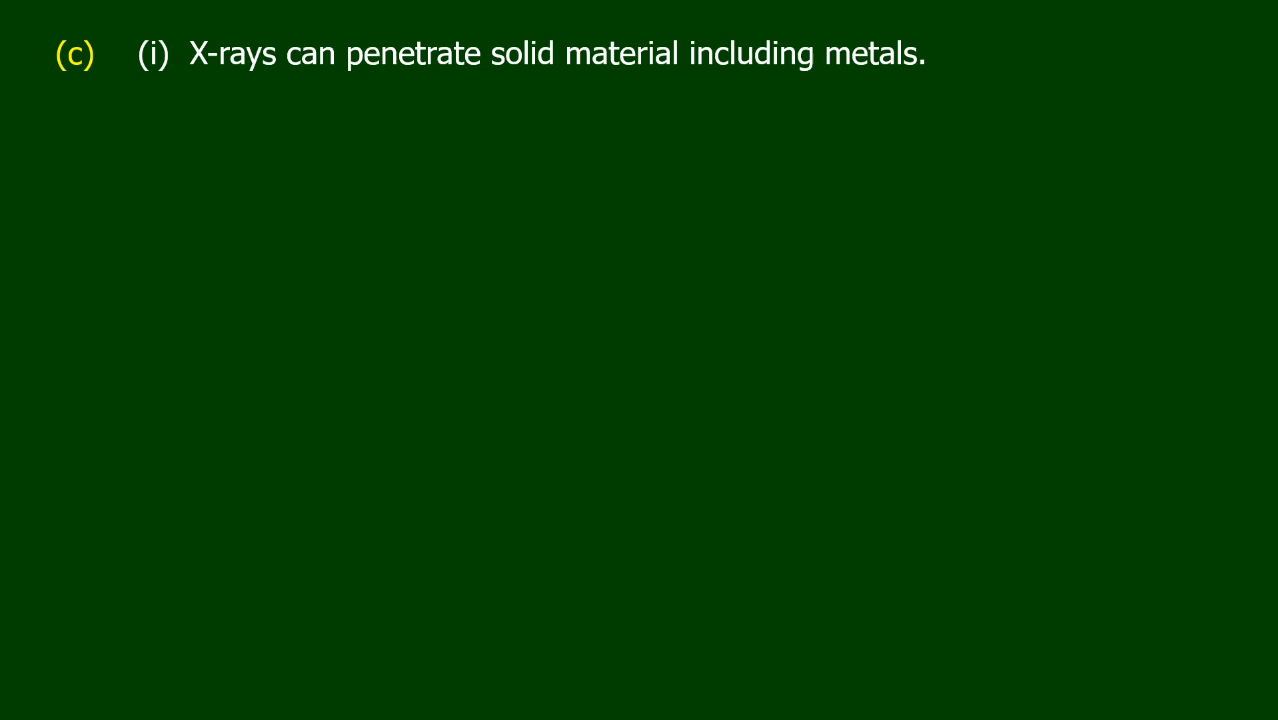 (c) (i) X-rays can penetrate solid material including metals.